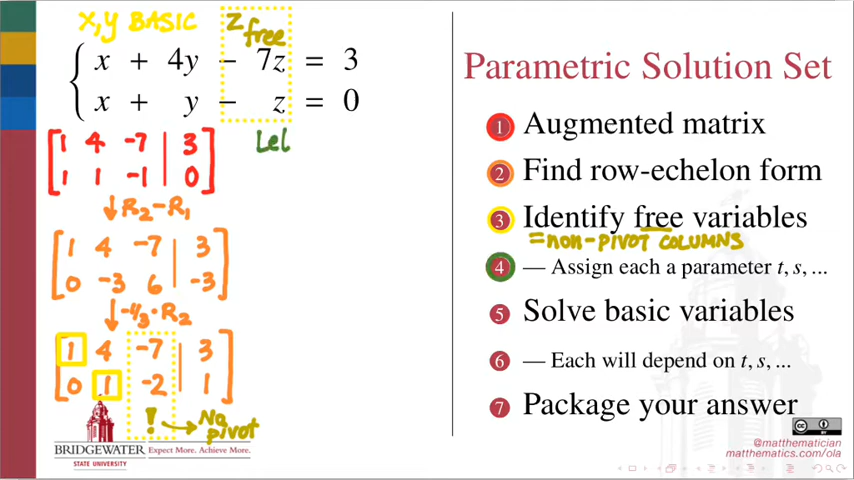 x,y BASIC
z free
x + 4y − 7z = 3
x + y − z = 0
Let
1 4 -7 | 3
1 1 -1 | 0
↓ R2-R1
1 4 -7 | 3
0 -3 6 | -3
↓ -1/3·R2
1 4 -7 | 3
0 1 -2 | 1
! → No pivot
BRIDGEWATER
STATE UNIVERSITY
Expect More. Achieve More.
Parametric Solution Set
1 Augmented matrix
2 Find row-echelon form
3 Identify free variables
=NON-PIVOT COLUMNS
4 — Assign each a parameter t, s, ...
5 Solve basic variables
6 — Each will depend on t, s, ...
7 Package your answer
cc BY
@matthematician
matthematics.com/ola